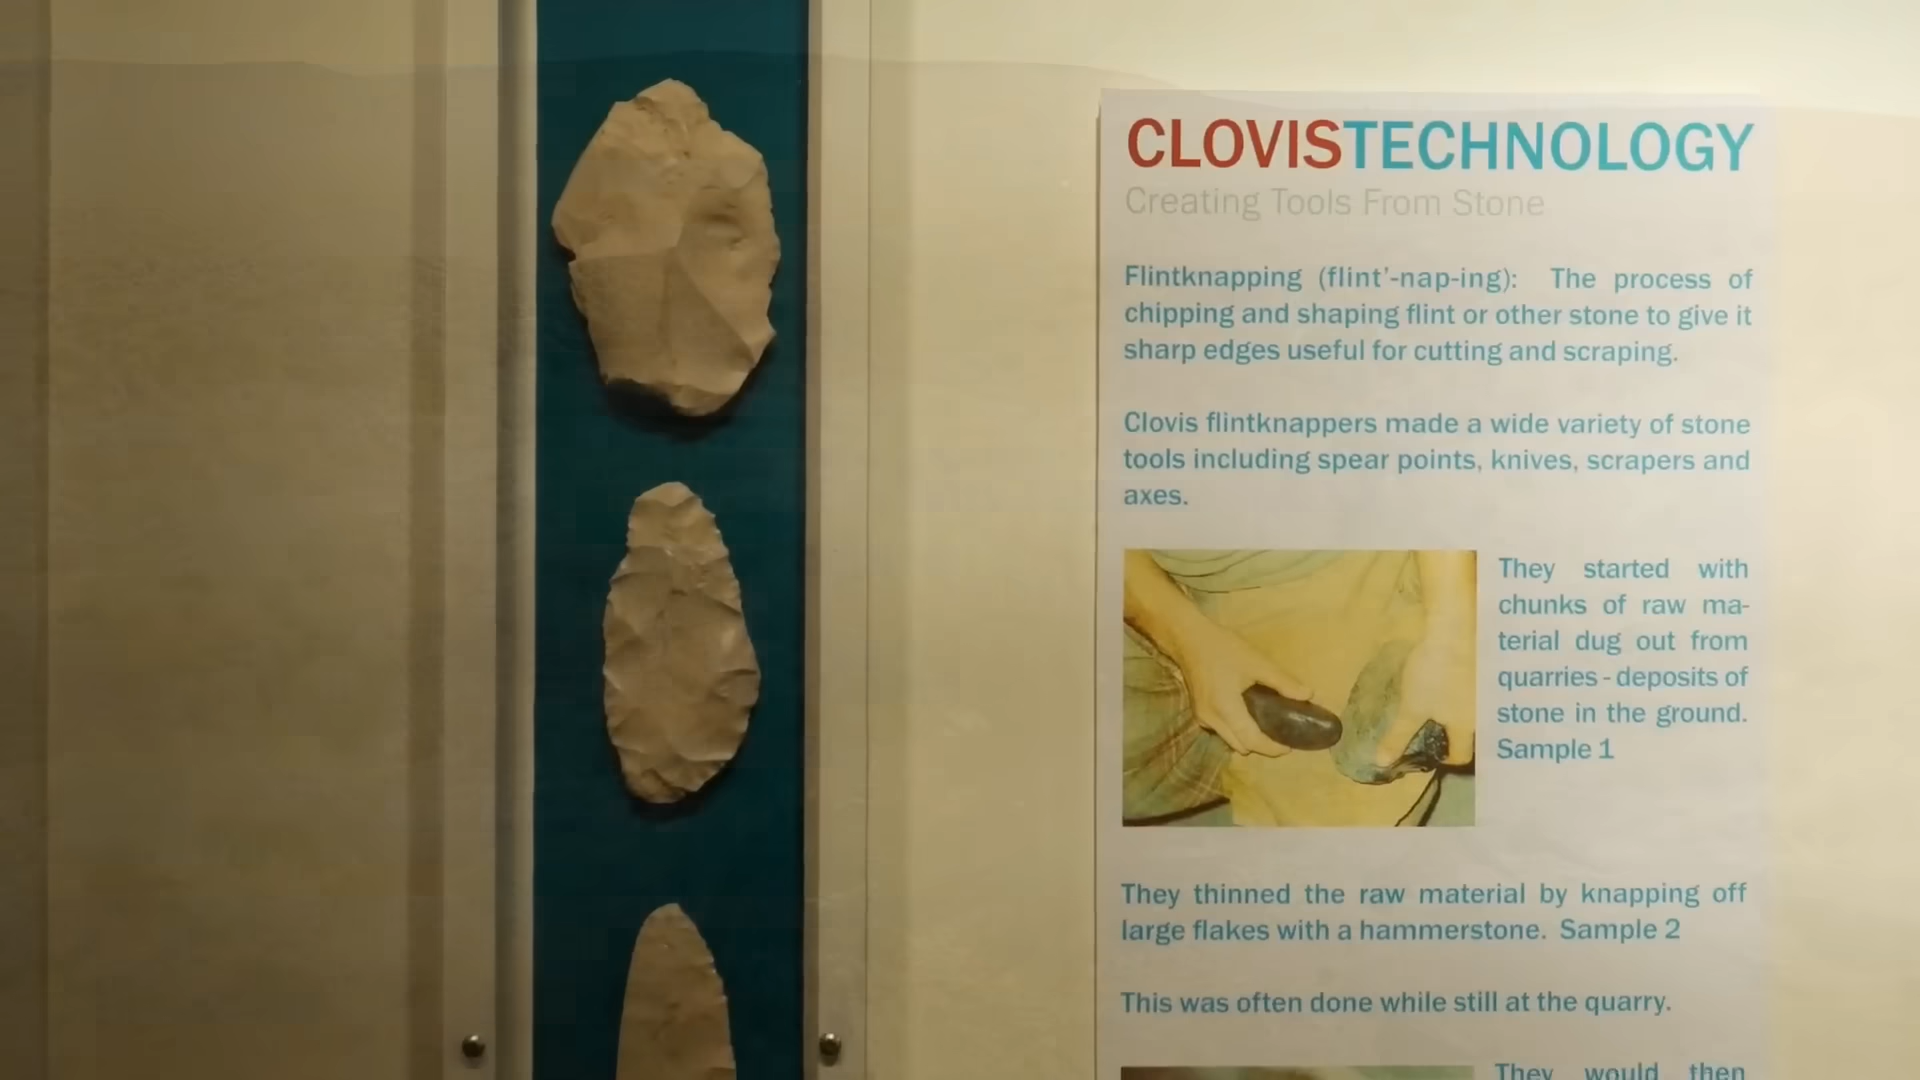 CLOVISTECHNOLOGY
Creating Tools From Stone
Flintknapping (flint'-nap-ing): The process of
chipping and shaping flint or other stone to give it
sharp edges useful for cutting and scraping.
Clovis flintknappers made a wide variety of stone
tools including spear points, knives, scrapers and
axes.
They started with
chunks of raw ma-
terial dug out from
quarries - deposits of
stone in the ground.
Sample 1
They thinned the raw material by knapping off
large flakes with a hammerstone. Sample 2
This was often done while still at the quarry.
They would then